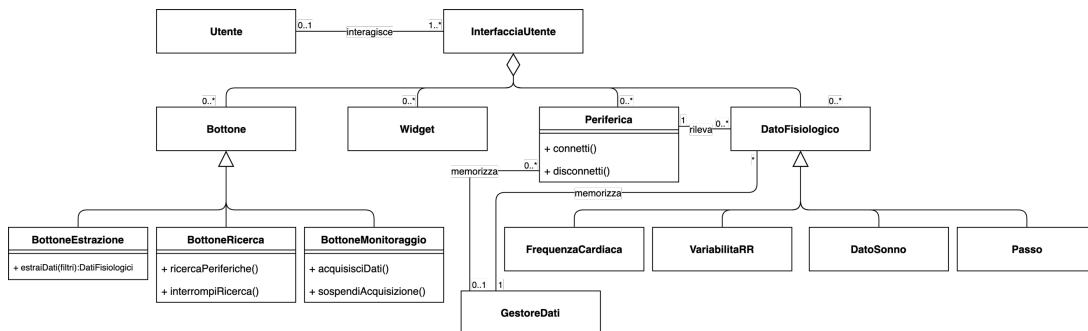 Utente
0..1
interagisce
1..*
InterfacciaUtente
0..*
0..*
0..*
0..*
Bottone
Widget
Periferica
+ connetti()
+ disconnetti()
1
rileva
0..*
DatoFisiologico
memorizza
0..*
memorizza
*
BottoneEstrazione
+ estraiDati(filtri):DatiFisiologici
BottoneRicerca
+ ricercaPeriferiche()
+ interrompiRicerca()
BottoneMonitoraggio
+ acquisisciDati()
+ sospendiAcquisizione()
FrequenzaCardiaca
VariabilitaRR
DatoSonno
Passo
0..1
1
GestoreDati